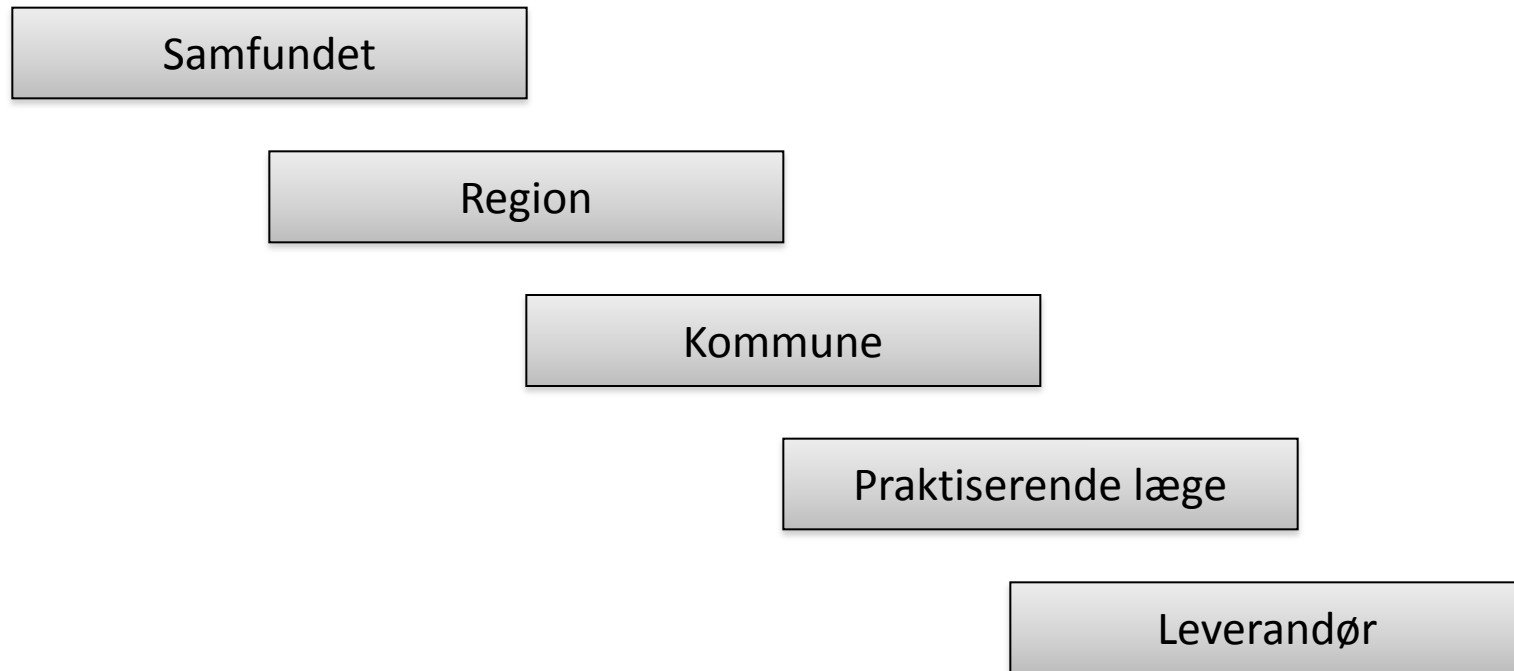 Samfundet
Region
Kommune
Praktiserende læge
Leverandør